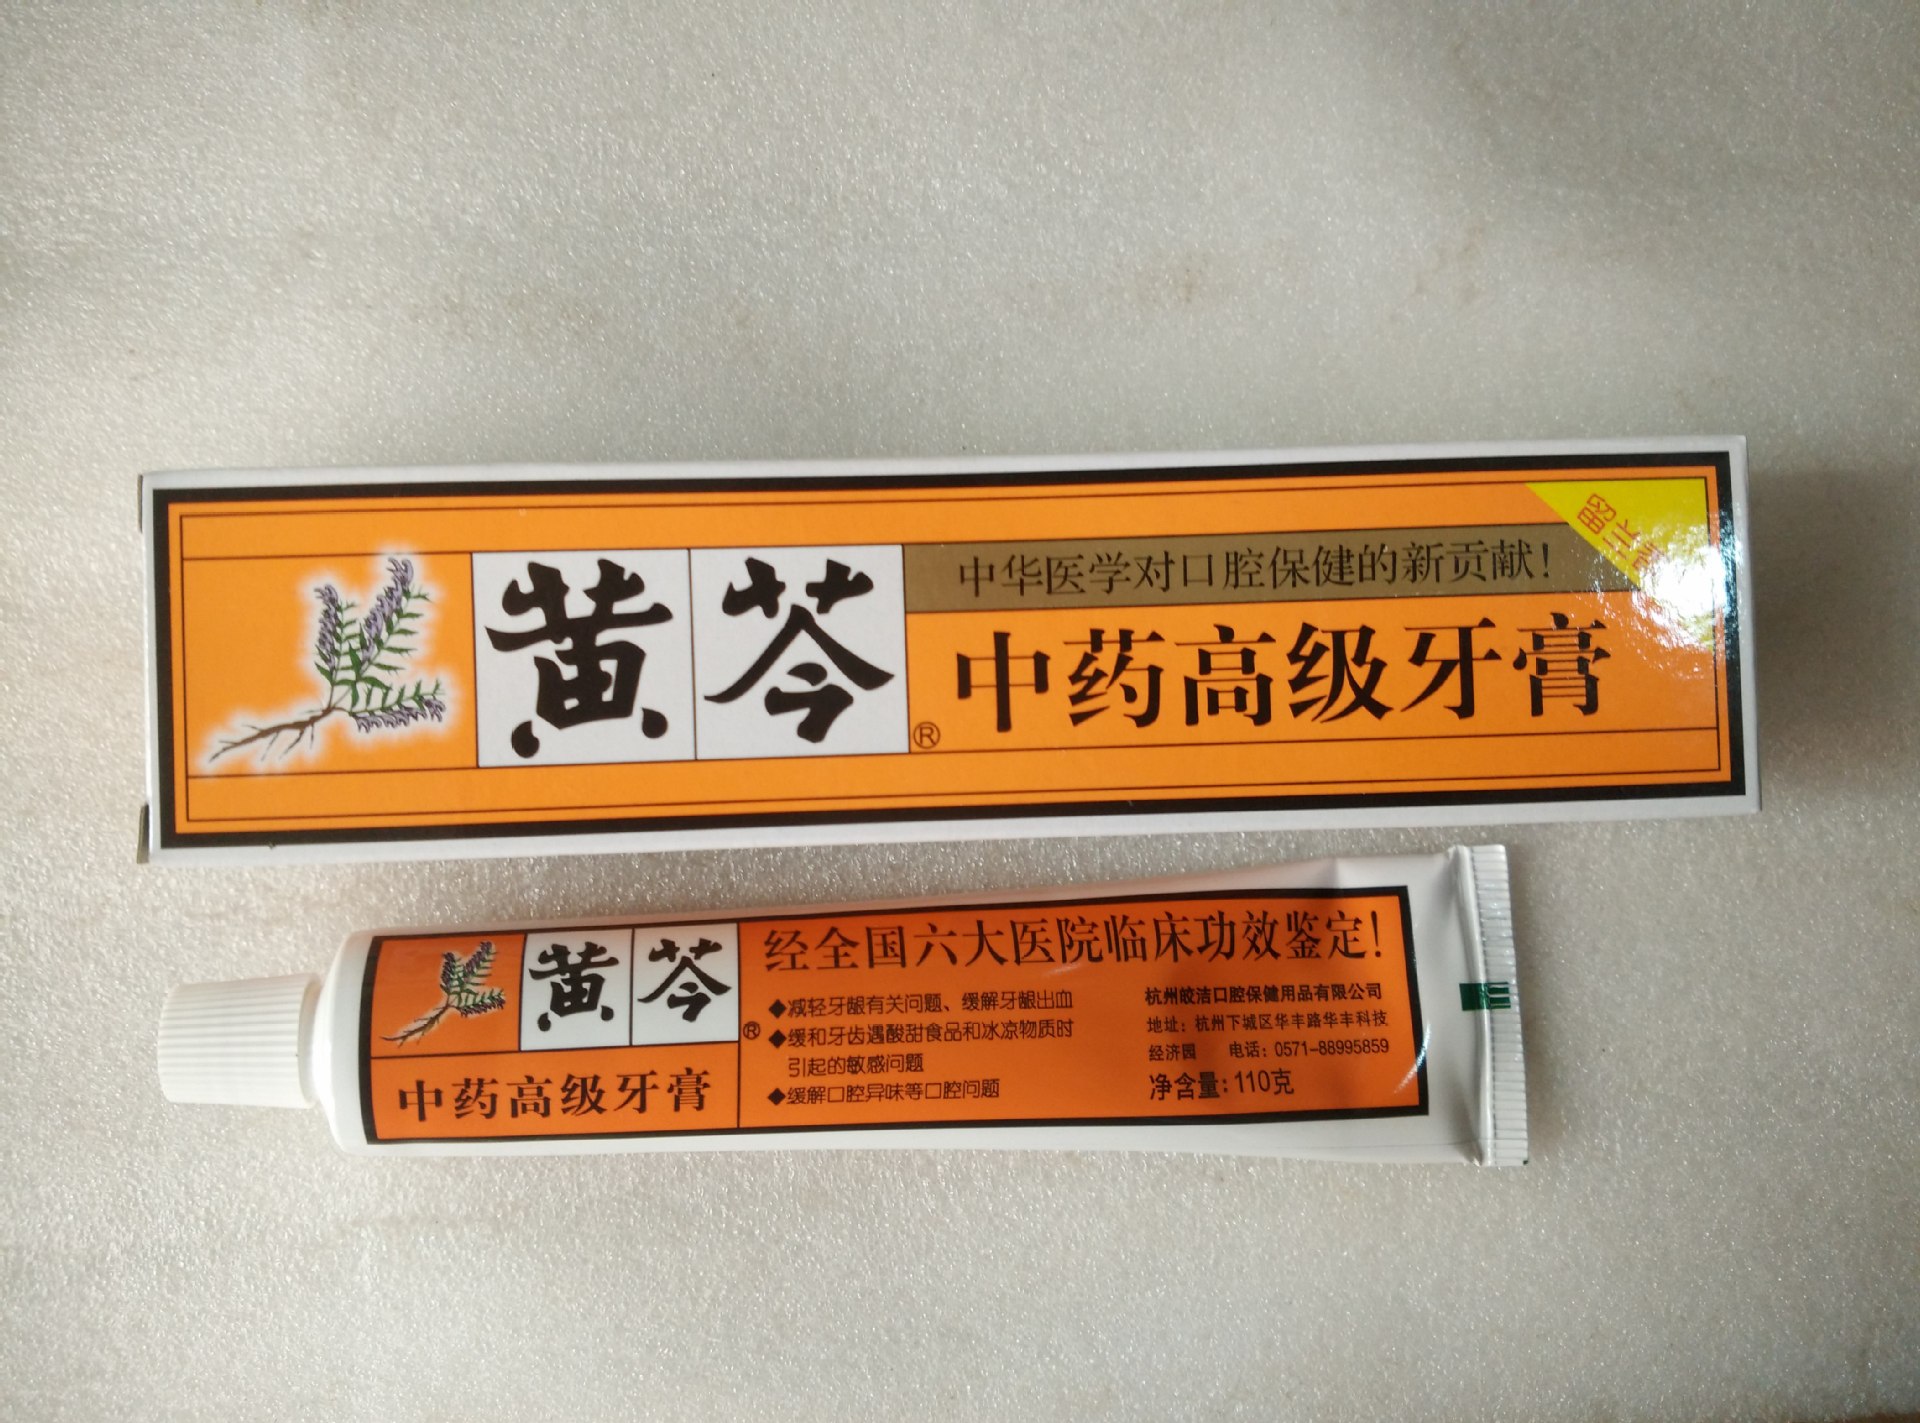 黄芩®
中华医学对口腔保健的新贡献！
中药高级牙膏
黄芩®
中药高级牙膏
经全国六大医院临床功效鉴定！
◆减轻牙龈有关问题、缓解牙龈出血
◆缓和牙齿遇酸甜食品和冰凉物质时
引起的敏感问题
◆缓解口腔异味等口腔问题
杭州皎洁口腔保健用品有限公司
地址：杭州下城区华丰路华丰科技
经济园 电话：0571-88995859
净含量：110克